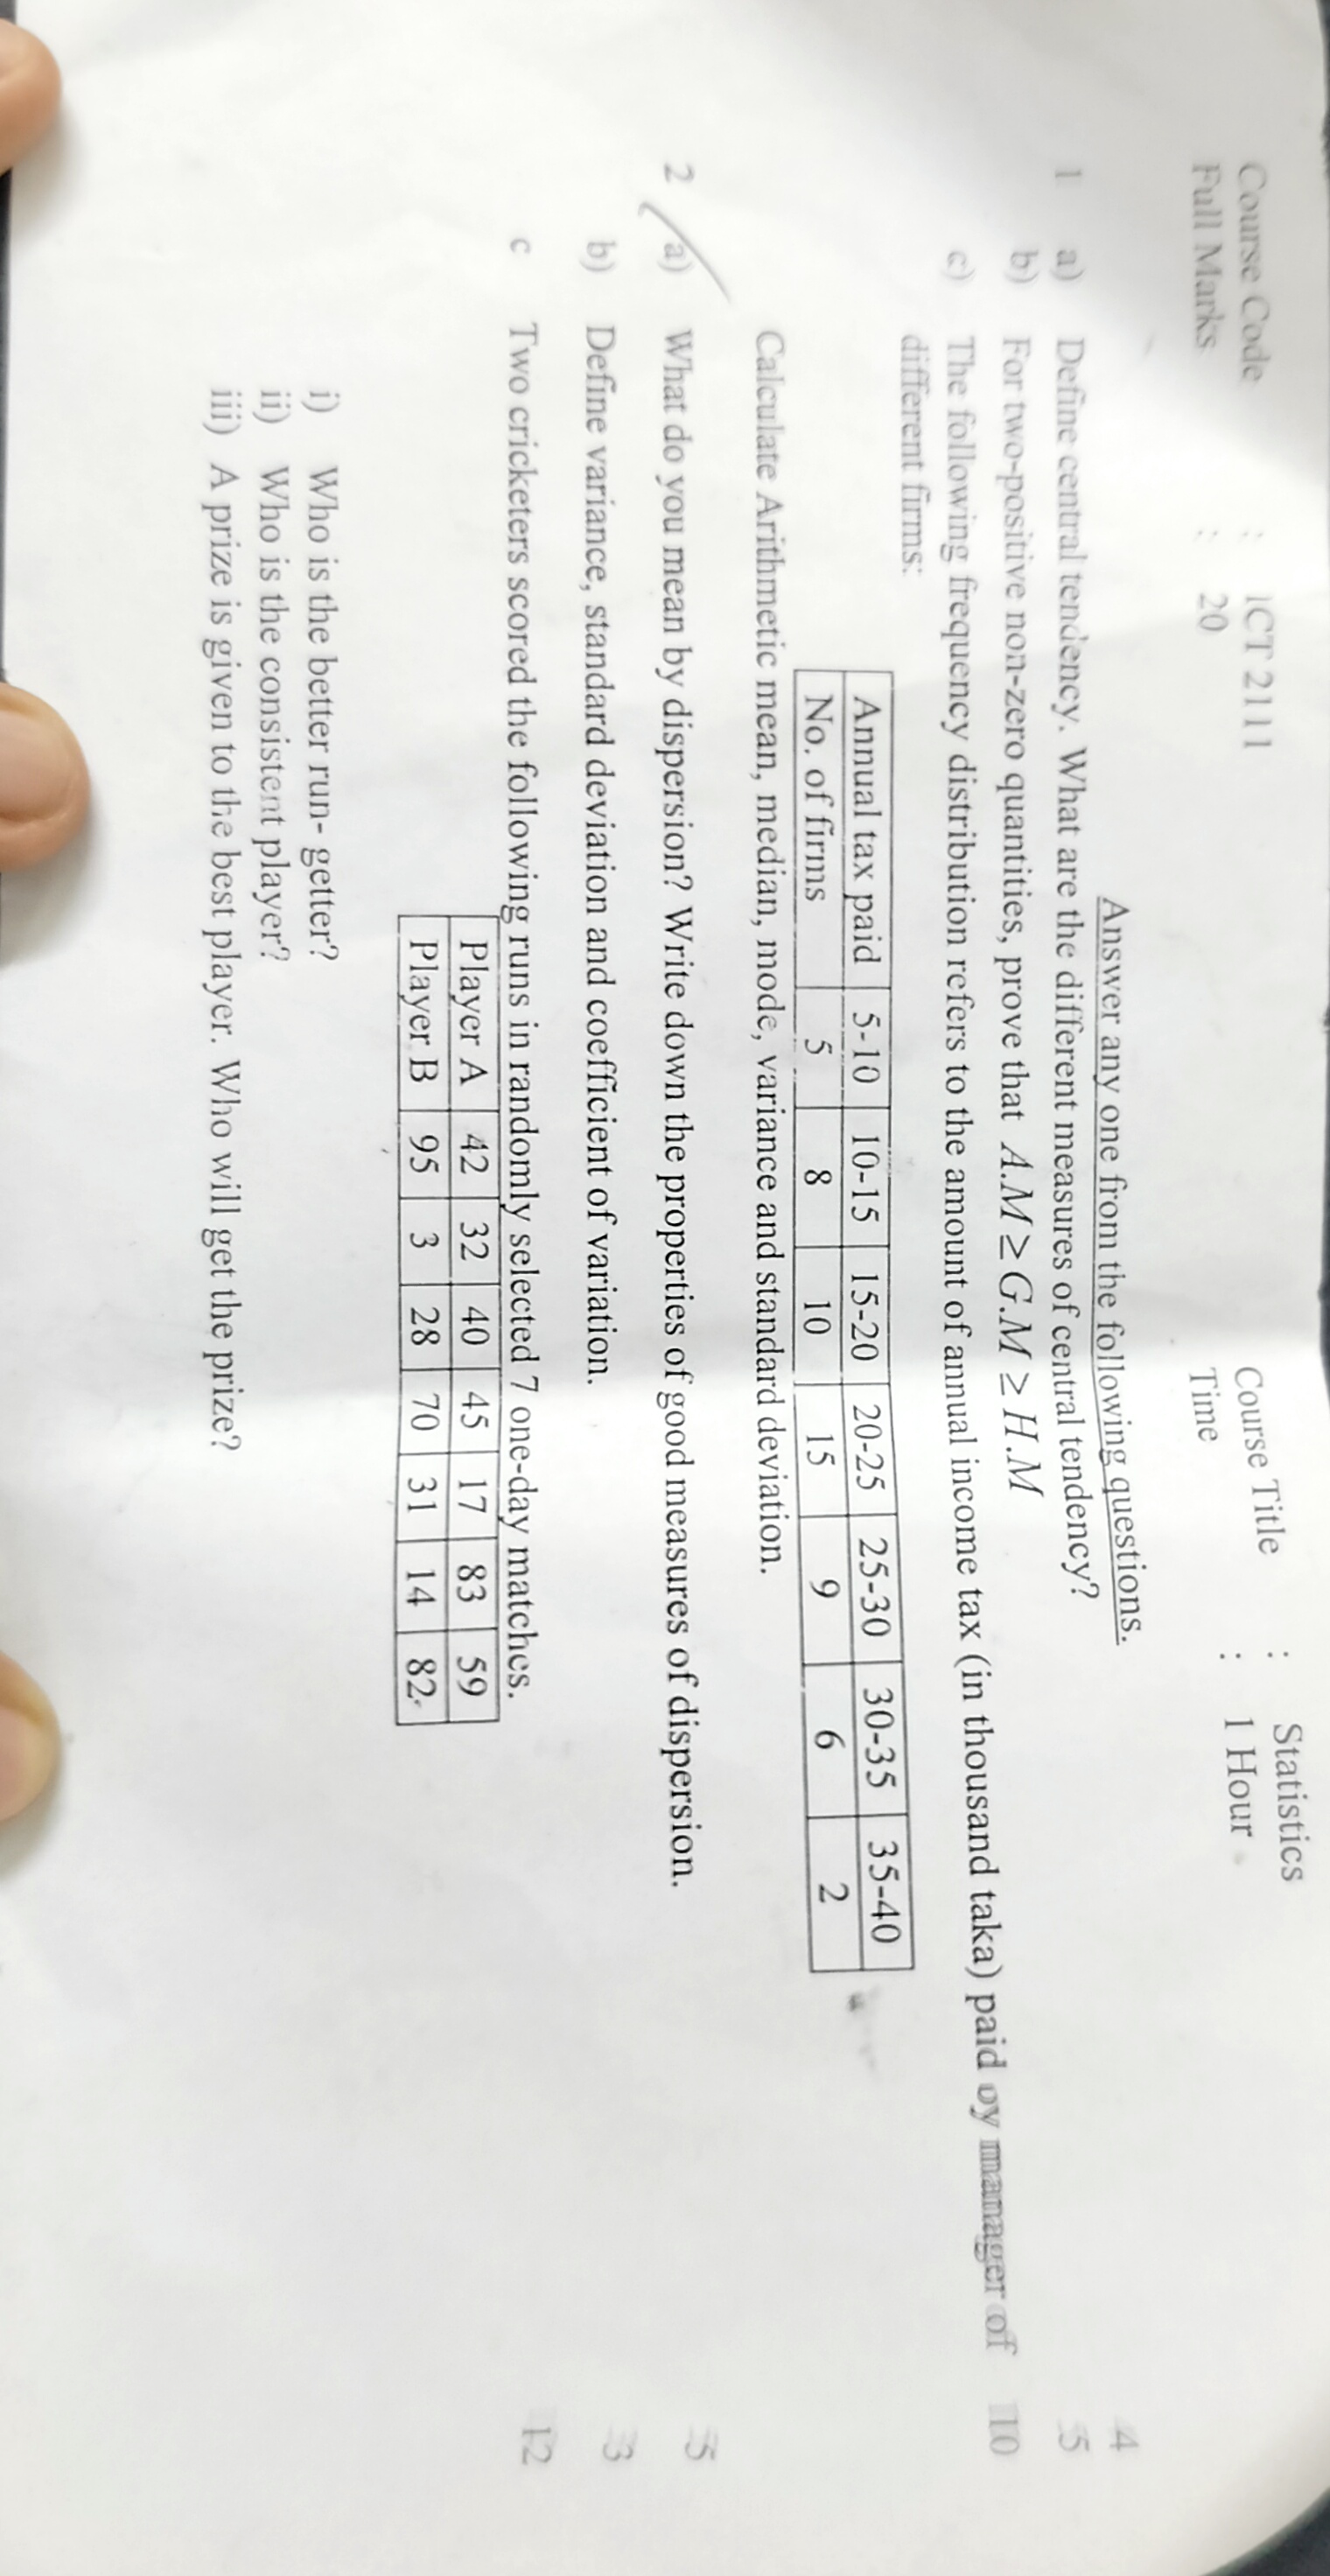 Course Code : ICT 2111 Course Title : Statistics
Full Marks : 20 Time : 1 Hour
Answer any one from the following questions.
1 a) Define central tendency. What are the different measures of central tendency? 4
b) For two-positive non-zero quantities, prove that A.M ≥ G.M ≥ H.M 5
c) The following frequency distribution refers to the amount of annual income tax (in thousand taka) paid by manager of 10
different firms:
Annual tax paid 5-10 10-15 15-20 20-25 25-30 30-35 35-40
No. of firms 5 8 10 15 9 6 2
Calculate Arithmetic mean, median, mode, variance and standard deviation.
2 a) What do you mean by dispersion? Write down the properties of good measures of dispersion. 5
b) Define variance, standard deviation and coefficient of variation. 3
c Two cricketers scored the following runs in randomly selected 7 one-day matches. 12
Player A 42 32 40 45 17 83 59
Player B 95 3 28 70 31 14 82
i) Who is the better run- getter?
ii) Who is the consistent player?
iii) A prize is given to the best player. Who will get the prize?